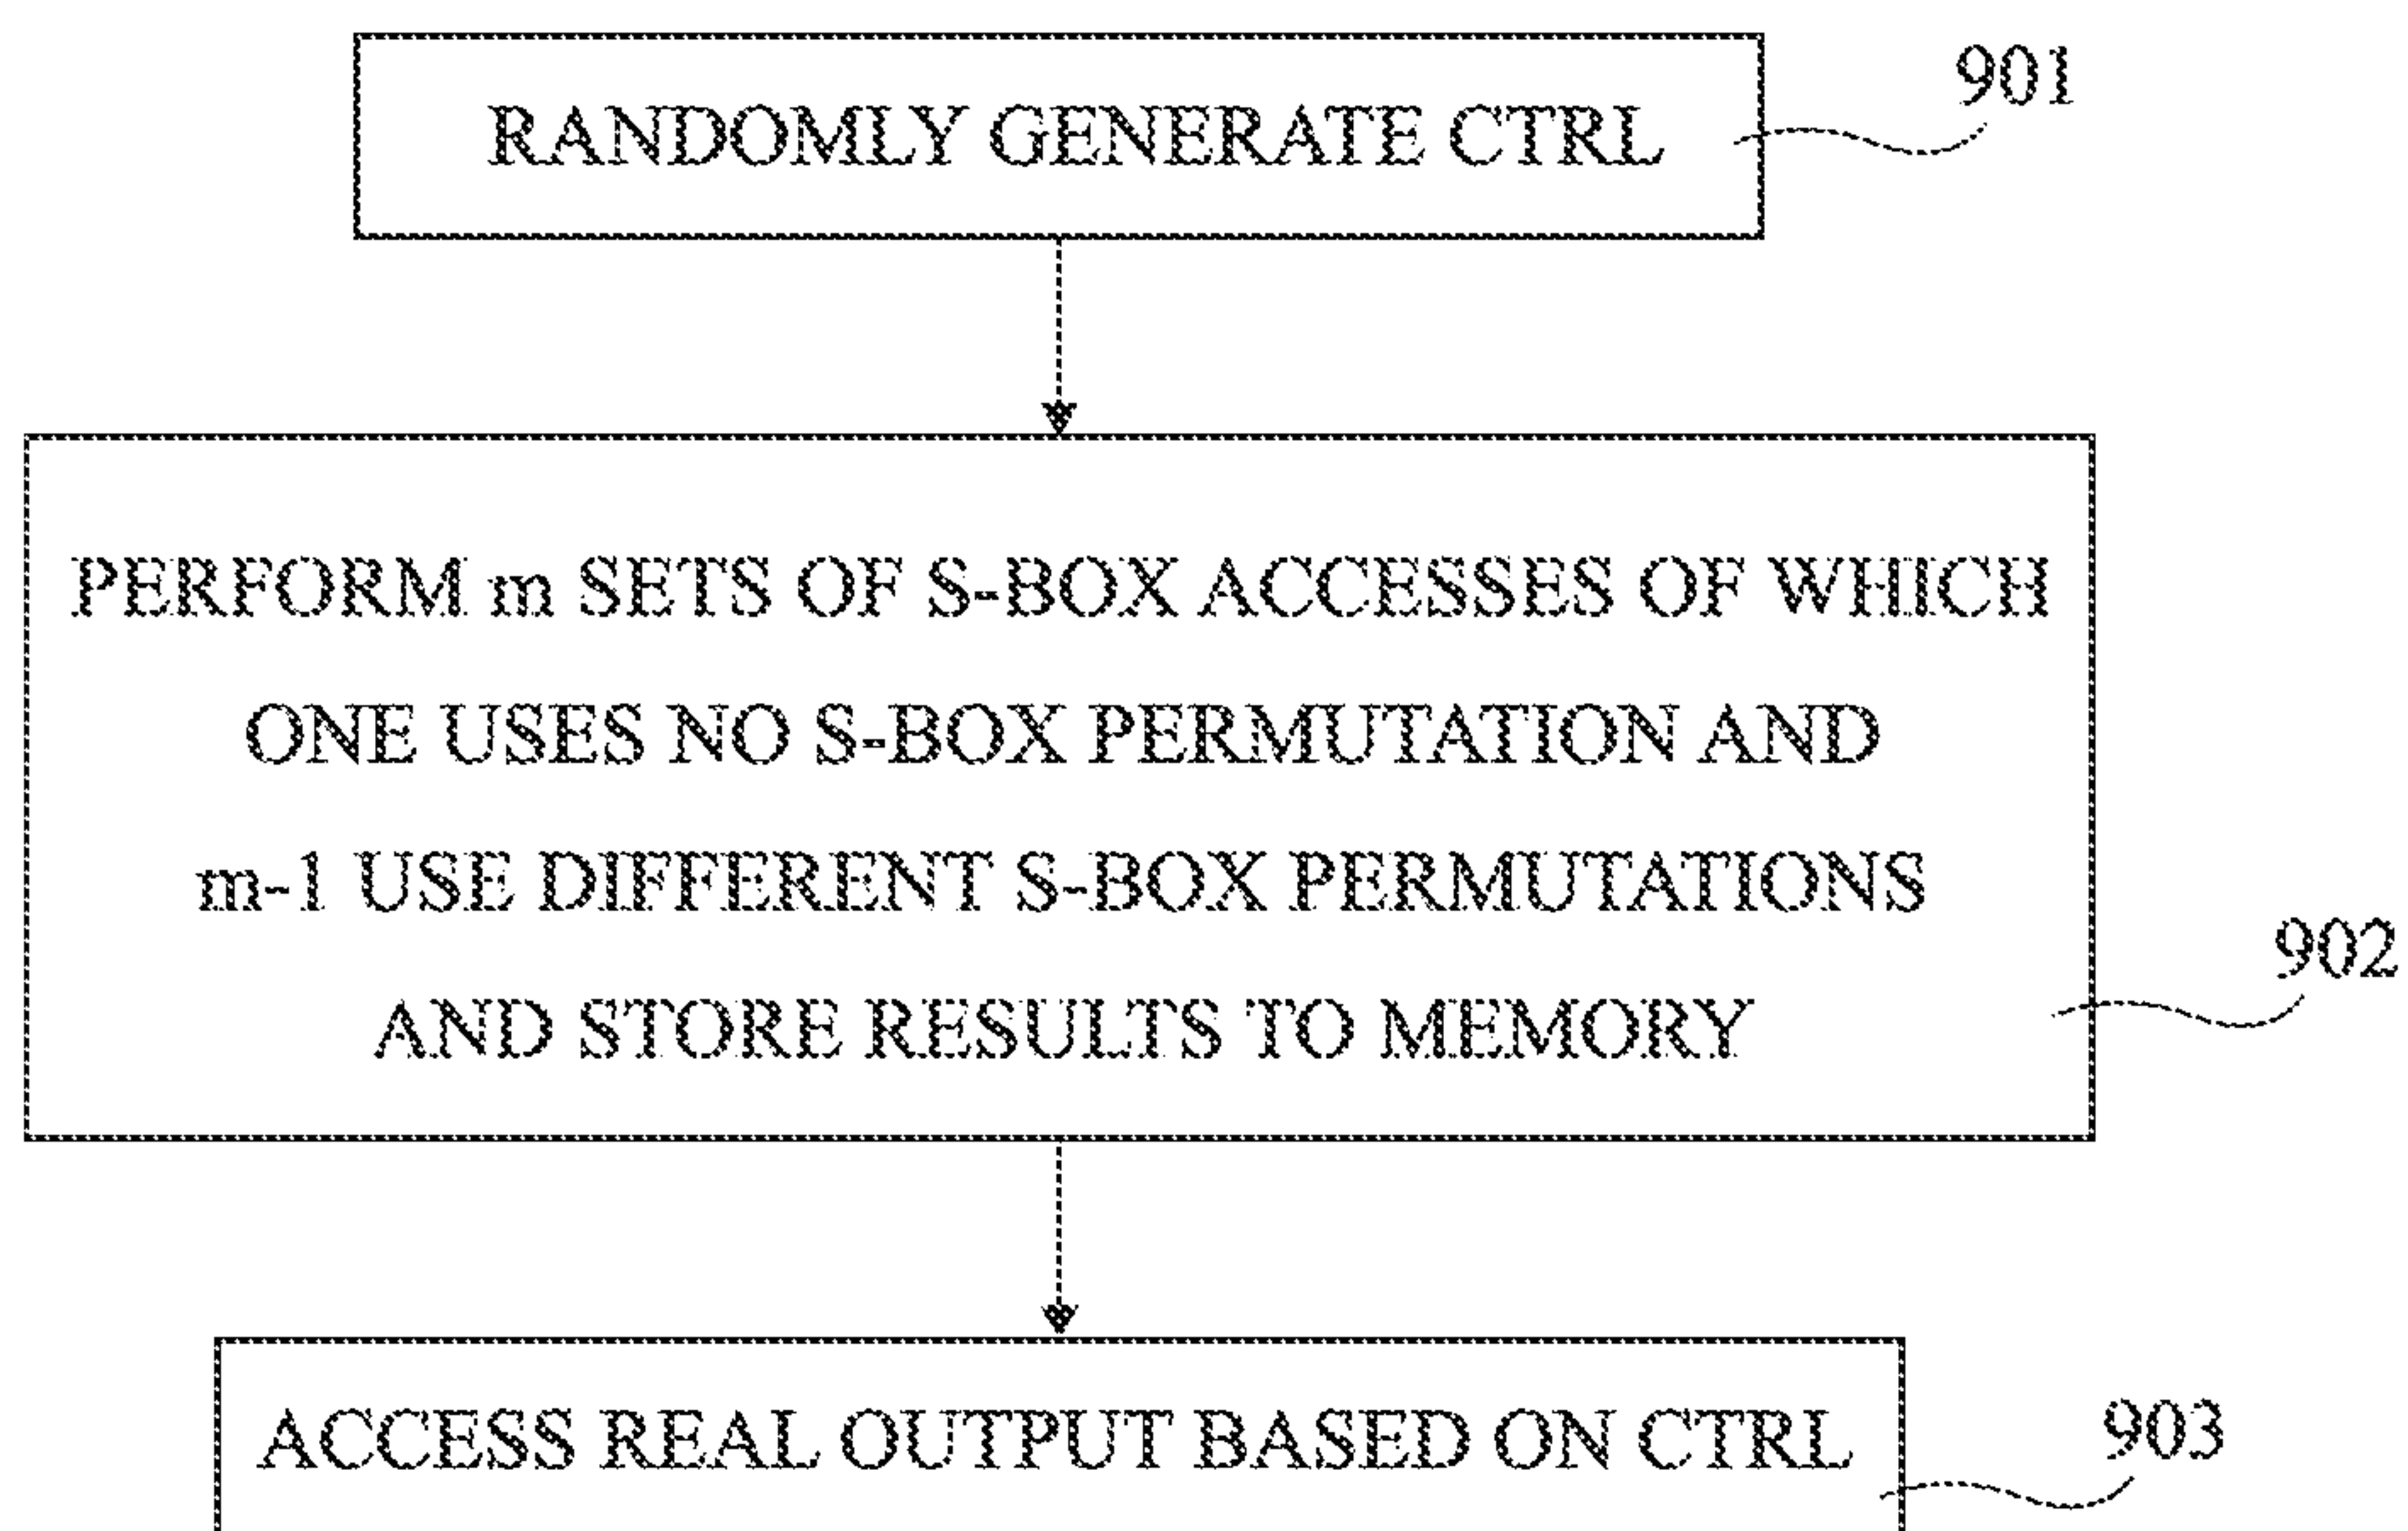 RANDOMLY GENERATE CTRL
901
PERFORM m SETS OF S-BOX ACCESSES OF WHICH
ONE USES NO S-BOX PERMUTATION AND
m-1 USE DIFFERENT S-BOX PERMUTATIONS
902
AND STORE RESULTS TO MEMORY
ACCESS REAL OUTPUT BASED ON CTRL
903